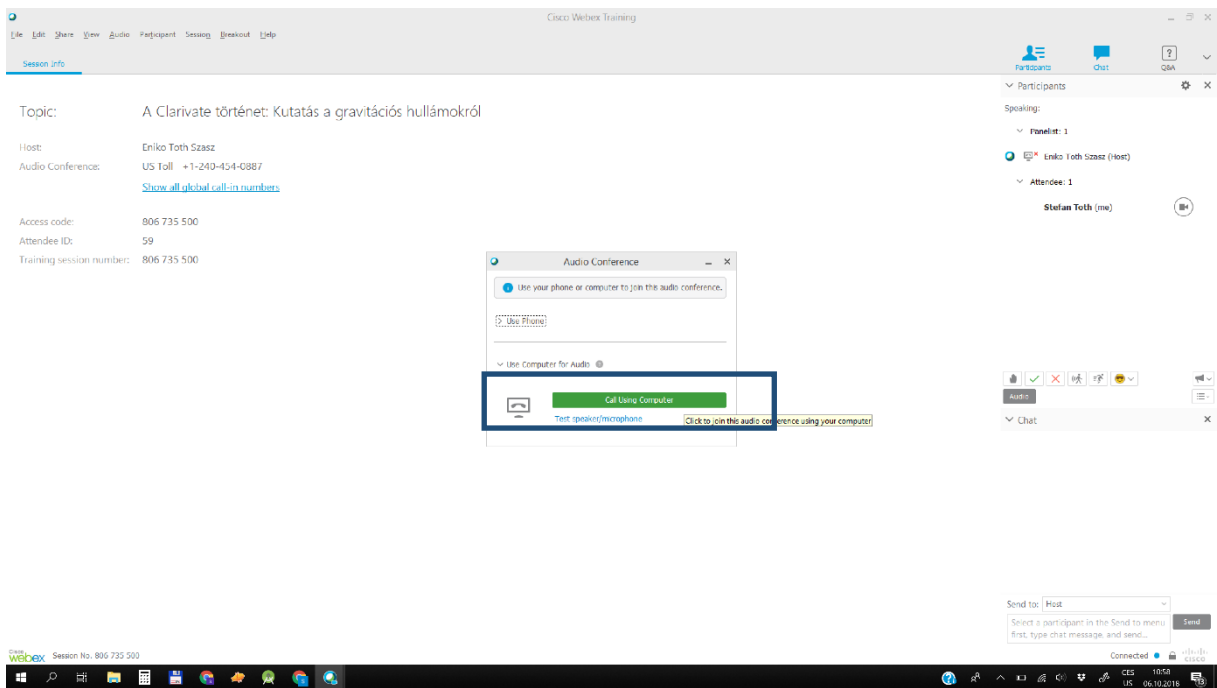 Cisco Webex Training
File Edit Share View Audio Participant Session Breakout Help
Session Info
Participants Chat Q&A
Topic: A Clarivate történet: Kutatás a gravitációs hullámokról
Host: Eniko Toth Szasz
Audio Conference: US Toll +1-240-454-0887
Show all global call-in numbers
Access code: 806 735 500
Attendee ID: 59
Training session number: 806 735 500
Audio Conference
Use your phone or computer to join this audio conference.
> Use Phone
Use Computer for Audio
Call Using Computer
Test speaker/microphone
Click to join this audio conference using your computer
Participants
Speaking:
Panelist: 1
Eniko Toth Szasz (Host)
Attendee: 1
Stefan Toth (me)
Audio
Chat
Send to: Host
Select a participant in the Send to menu
first, type chat message, and send...
Send
Cisco
webex Session No. 806 735 500
Connected
CISCO
CES 10:58
US 06.10.2018